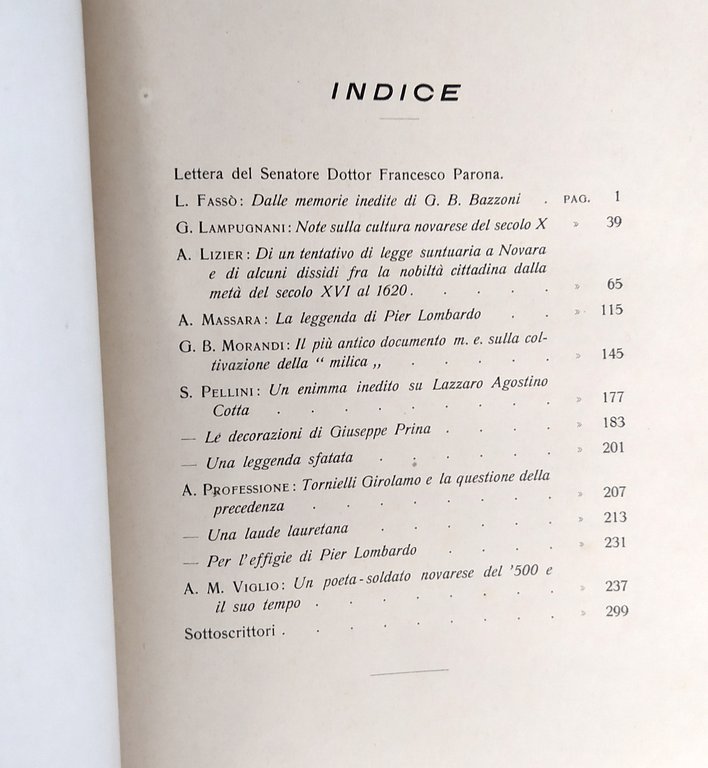 INDICE
Lettera del Senatore Dottor Francesco Parona.
L. FASSÒ: Dalle memorie inedite di G. B. Bazzoni . PAG. 1
G. LAMPUGNANI: Note sulla cultura novarese del secolo X » 39
A. LIZIER: Di un tentativo di legge suntuaria a Novara
e di alcuni dissidi fra la nobiltà cittadina dalla
metà del secolo XVI al 1620. . . . . » 65
A. MASSARA: La leggenda di Pier Lombardo . . » 115
G. B. MORANDI: Il più antico documento m. e. sulla col-
tivazione della “ milica „ . . . . . » 145
S. PELLINI: Un enimma inedito su Lazzaro Agostino
Cotta . . . . . . . . . » 177
— Le decorazioni di Giuseppe Prina . . . . » 183
— Una leggenda sfatata . . . . . . » 201
A. PROFESSIONE: Tornielli Girolamo e la questione della
precedenza . . . . . . . . » 207
— Una laude lauretana . . . . . . » 213
— Per l'effigie di Pier Lombardo . . . . » 231
A. M. VIGLIO: Un poeta-soldato novarese del '500 e
il suo tempo . . . . . . . » 237
Sottoscrittori . . . . . . . . . » 299